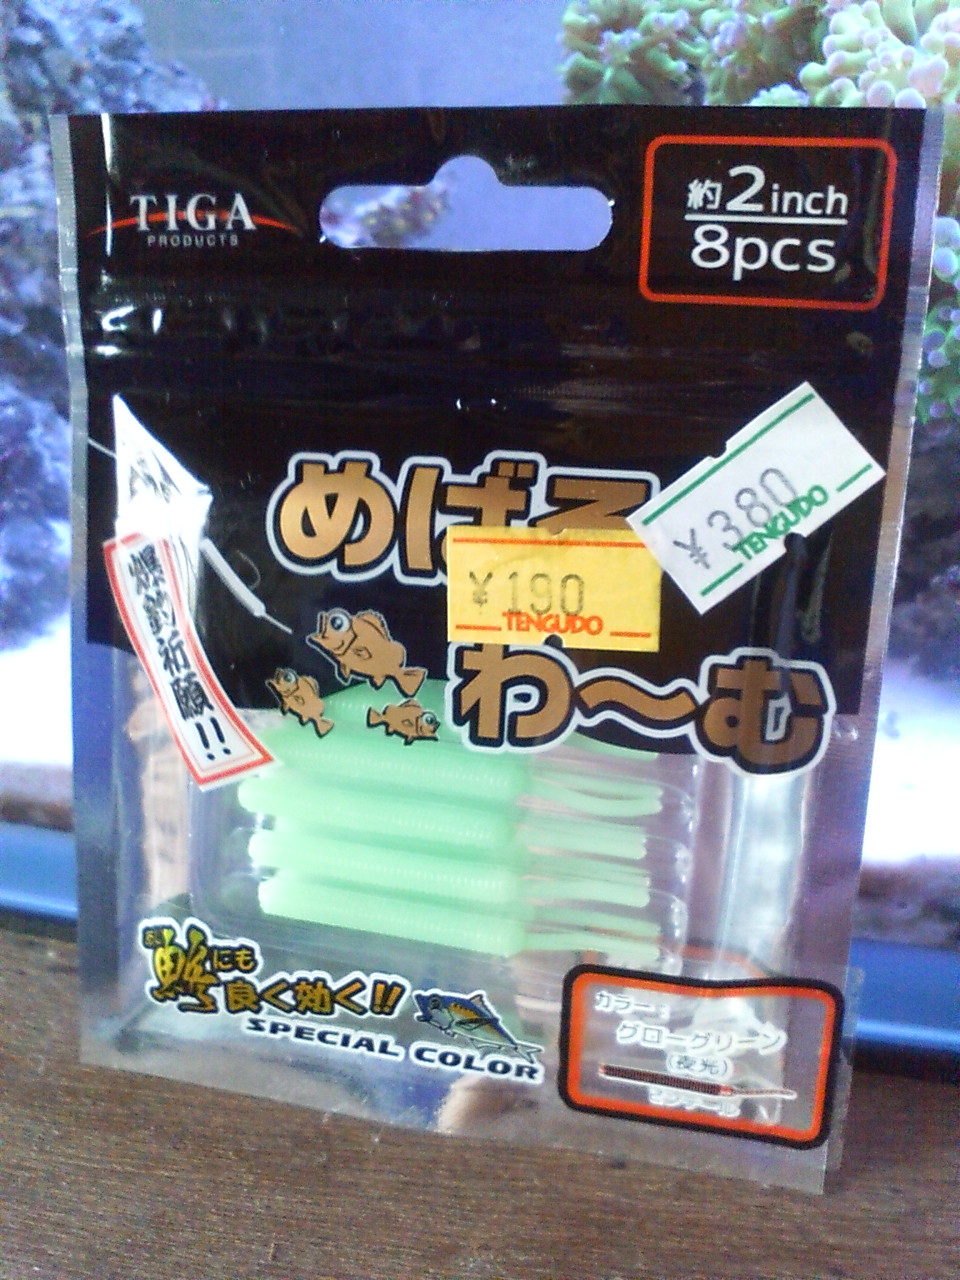 TIGA
PRODUCTS
約2inch
8pcs
めばる
¥380
TENGUDO
¥190
TENGUDO
わ〜む
爆釣祈願!!
鯵にも
良く効く!!
SPECIAL COLOR
カラー:
グローグリーン
(夜光)